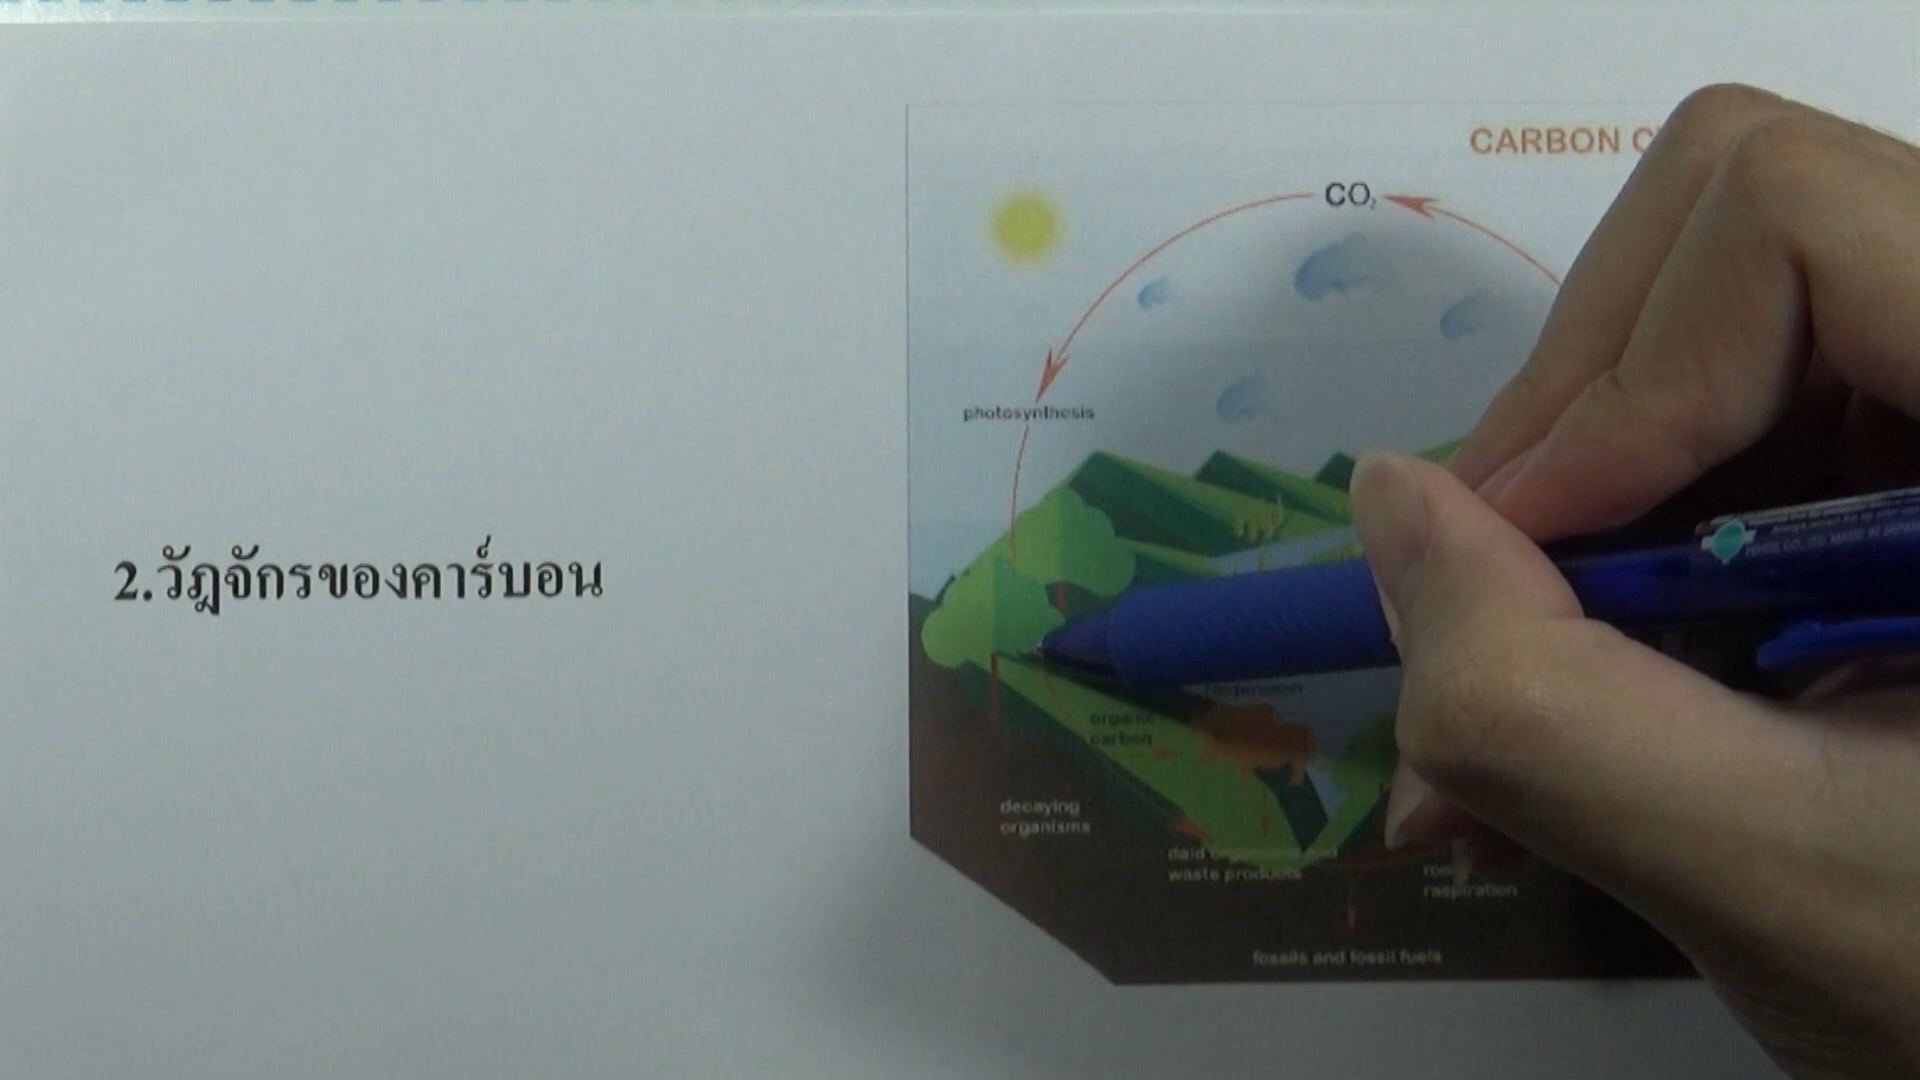 CARBON
CO₂
photosynthesis
2.วัฏจักรของคาร์บอน
organic
carbon
decaying
organisms
waste products
raspiration
fossils and fossil fuels